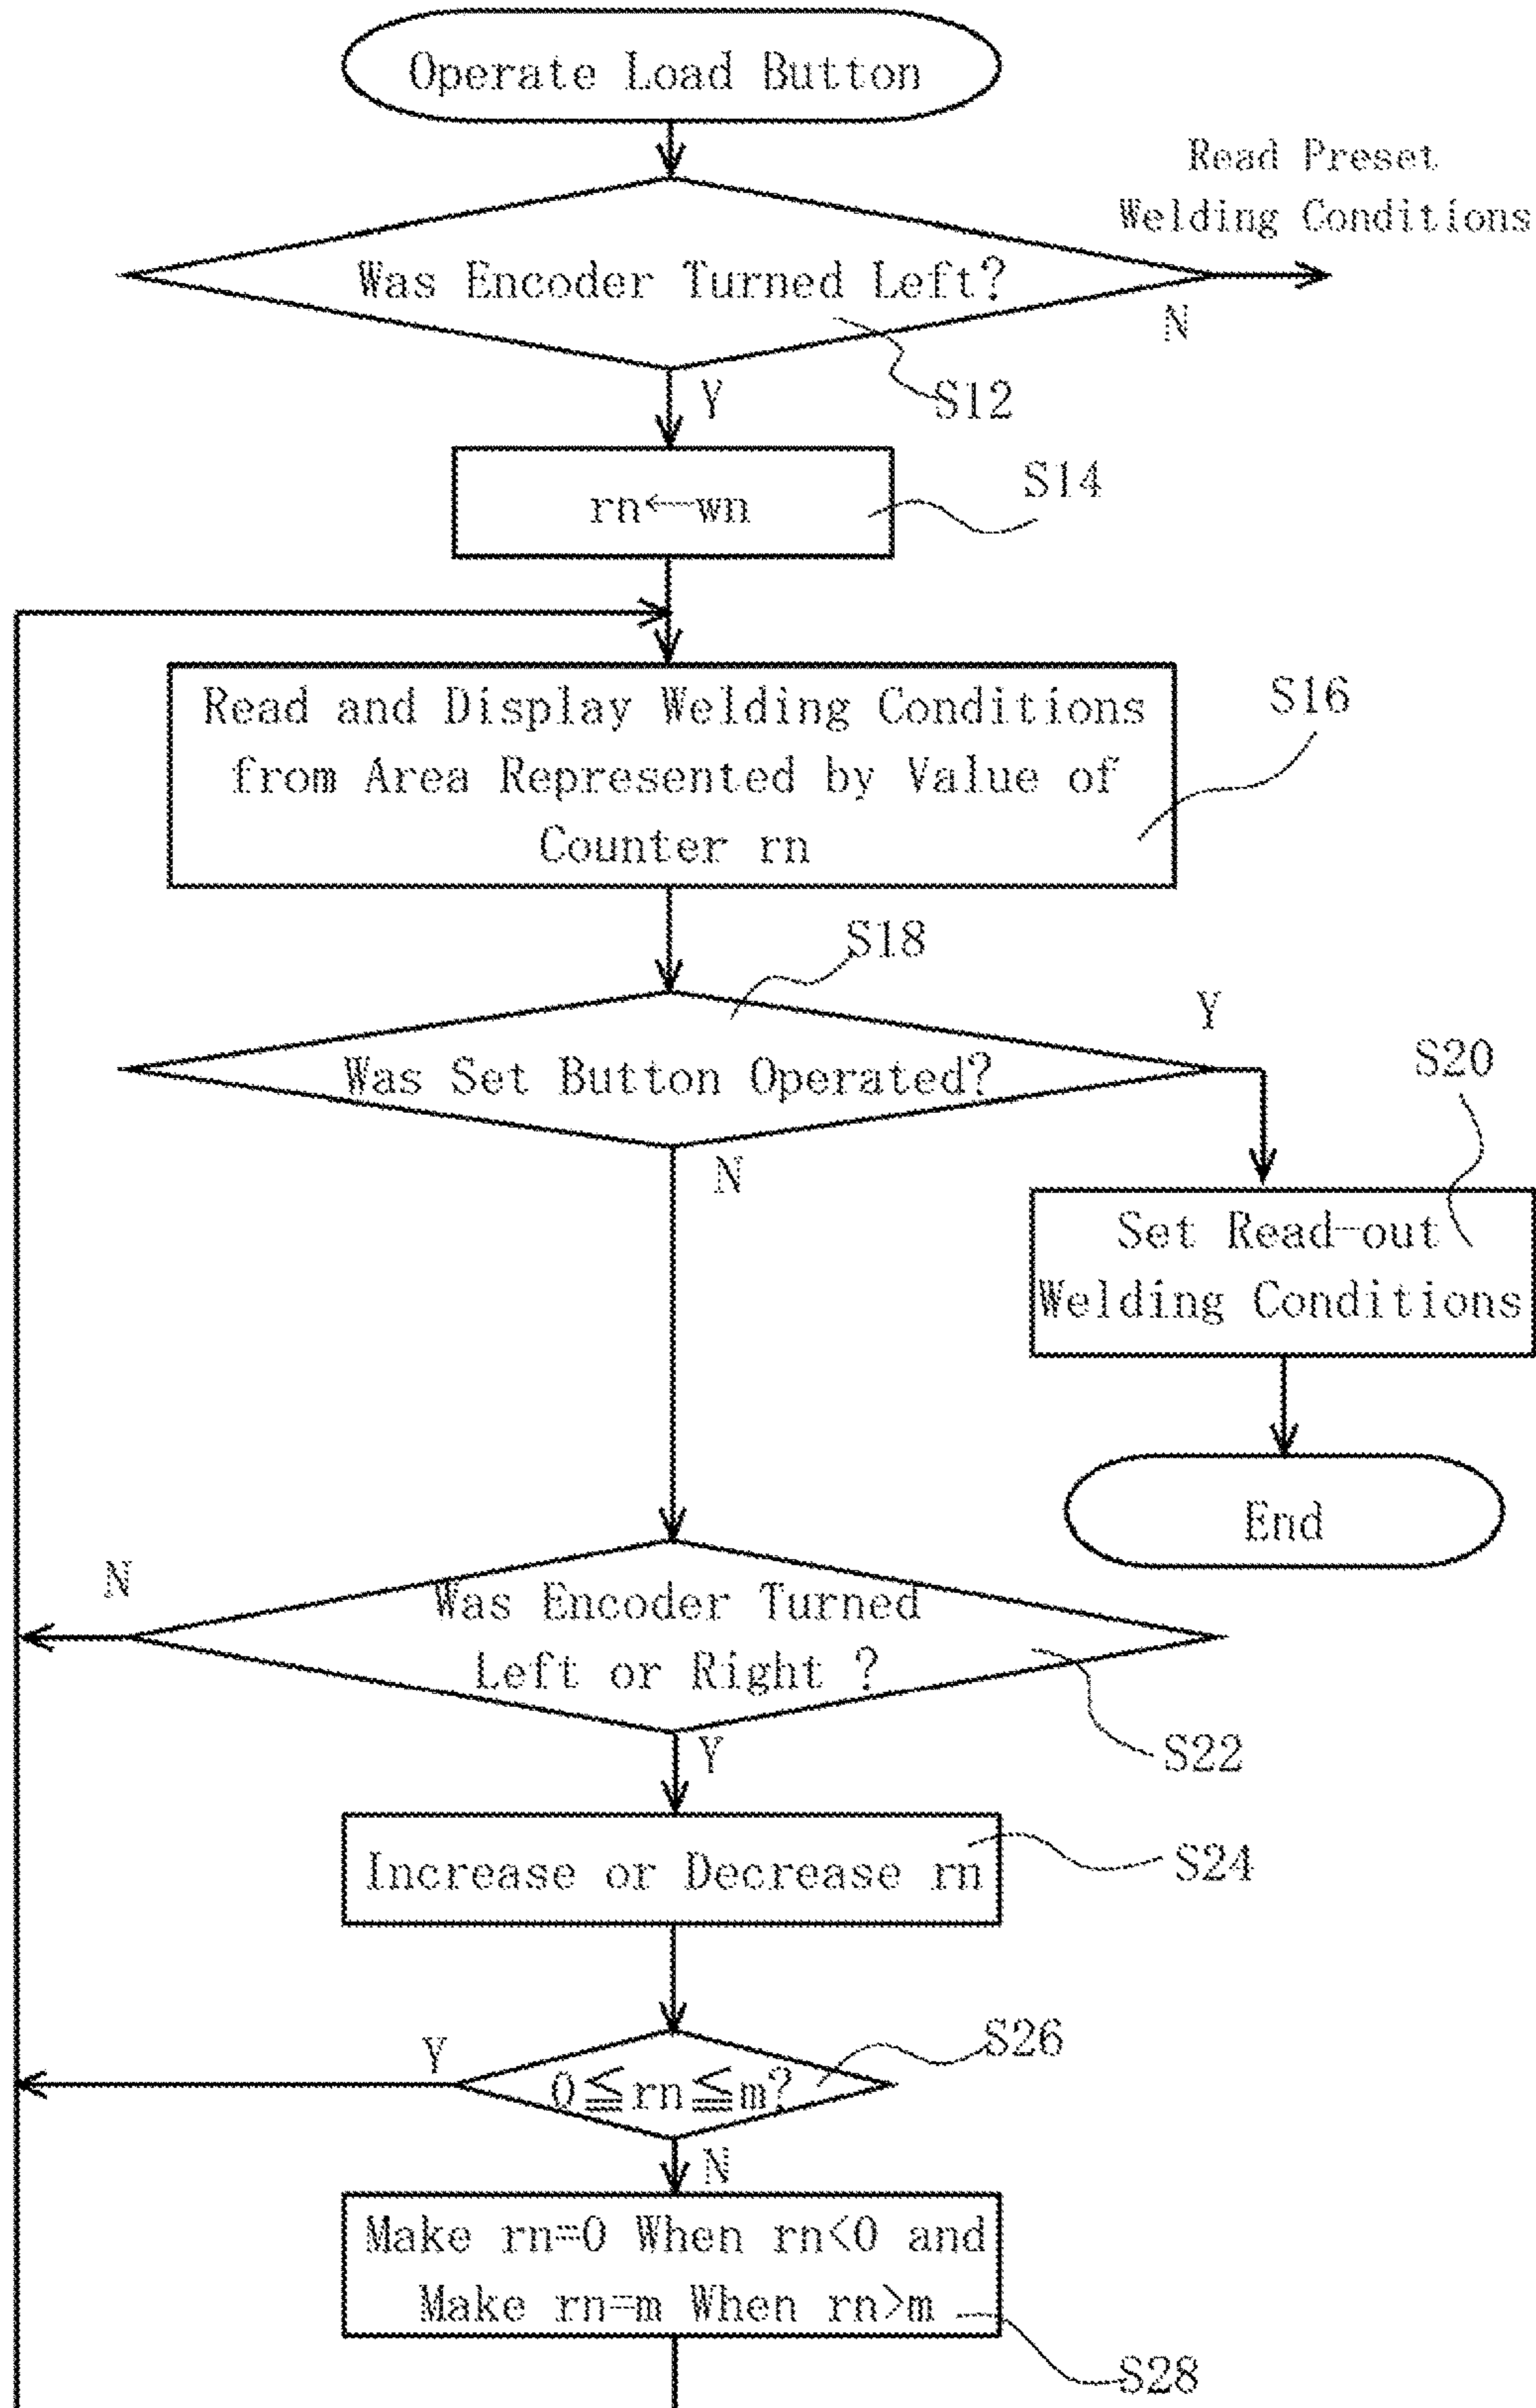 Operate Load Button
Read Preset
Welding Conditions
Was Encoder Turned Left?
N
S12
Y
S14
rn←wn
Read and Display Welding Conditions
from Area Represented by Value of
Counter rn
S16
S18
Y
Was Set Button Operated?
S20
N
Set Read-out
Welding Conditions
End
N
Was Encoder Turned
Left or Right ?
S22
Y
Increase or Decrease rn
S24
S26
Y
0≦rn≦m?
N
Make rn=0 When rn<0 and
Make rn=m When rn>m
S28